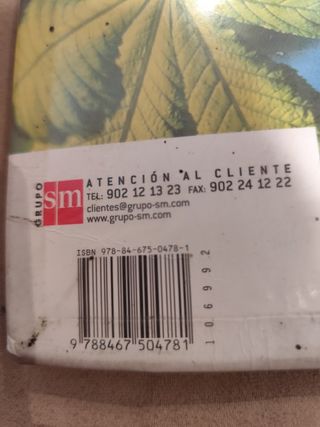 GRUPO
sm
ATENCIÓN AL CLIENTE
TEL: 902 12 13 23 FAX: 902 24 12 22
clientes@grupo-sm.com
www.grupo-sm.com
ISBN 978-84-675-0478-1
9 788467 504781
106992